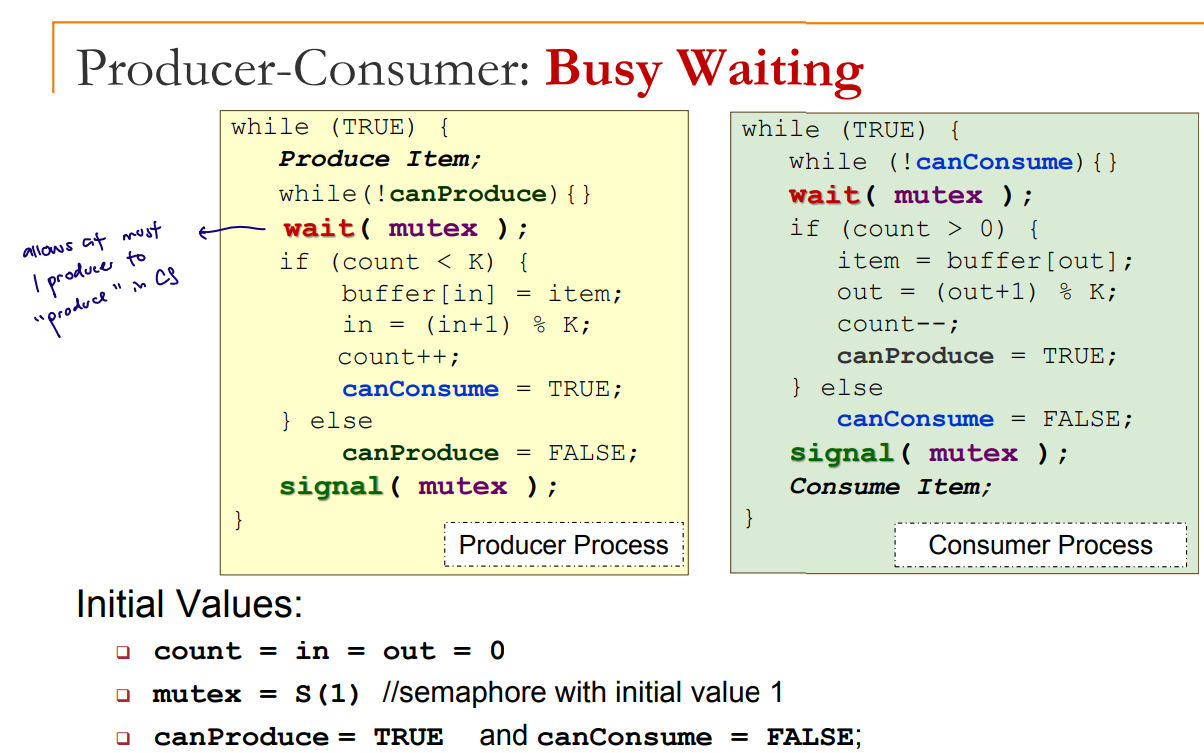 Producer-Consumer: Busy Waiting
while (TRUE) {
Produce Item;
while(!canProduce){}
wait( mutex );
if (count < K) {
buffer[in] = item;
in = (in+1) % K;
count++;
canConsume = TRUE;
} else
canProduce = FALSE;
signal( mutex );
}
Producer Process
allows at most
1 producer to
"produce" in CS
while (TRUE) {
while (!canConsume){}
wait( mutex );
if (count > 0) {
item = buffer[out];
out = (out+1) % K;
count--;
canProduce = TRUE;
} else
canConsume = FALSE;
signal( mutex );
Consume Item;
}
Consumer Process
Initial Values:
count = in = out = 0
mutex = S(1) //semaphore with initial value 1
canProduce = TRUE and canConsume = FALSE;